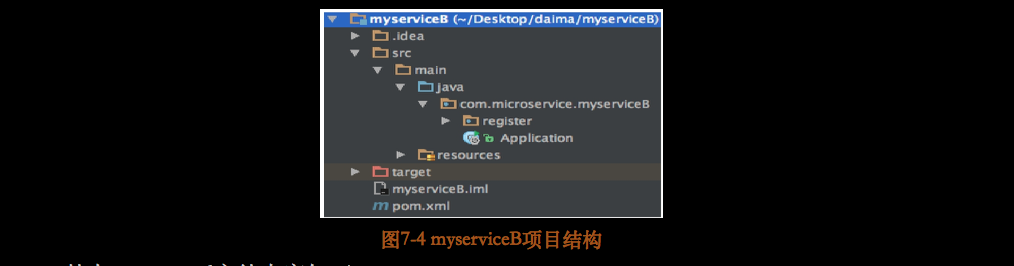 myserviceB (~/Desktop/daima/myserviceB)
.idea
src
main
java
com.microservice.myserviceB
register
Application
resources
target
myserviceB.iml
pom.xml
图7-4 myserviceB项目结构